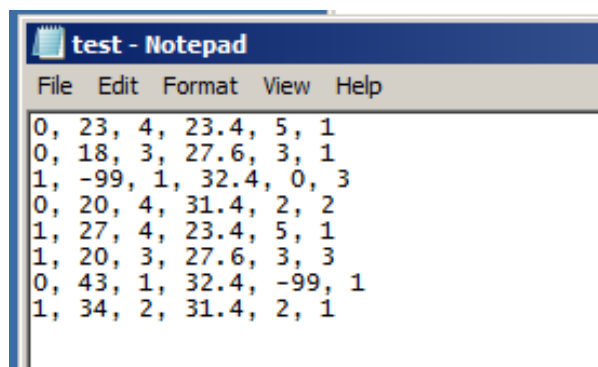 test - Notepad
File Edit Format View Help
0, 23, 4, 23.4, 5, 1
0, 18, 3, 27.6, 3, 1
1, -99, 1, 32.4, 0, 3
0, 20, 4, 31.4, 2, 2
1, 27, 4, 23.4, 5, 1
1, 20, 3, 27.6, 3, 3
0, 43, 1, 32.4, -99, 1
1, 34, 2, 31.4, 2, 1